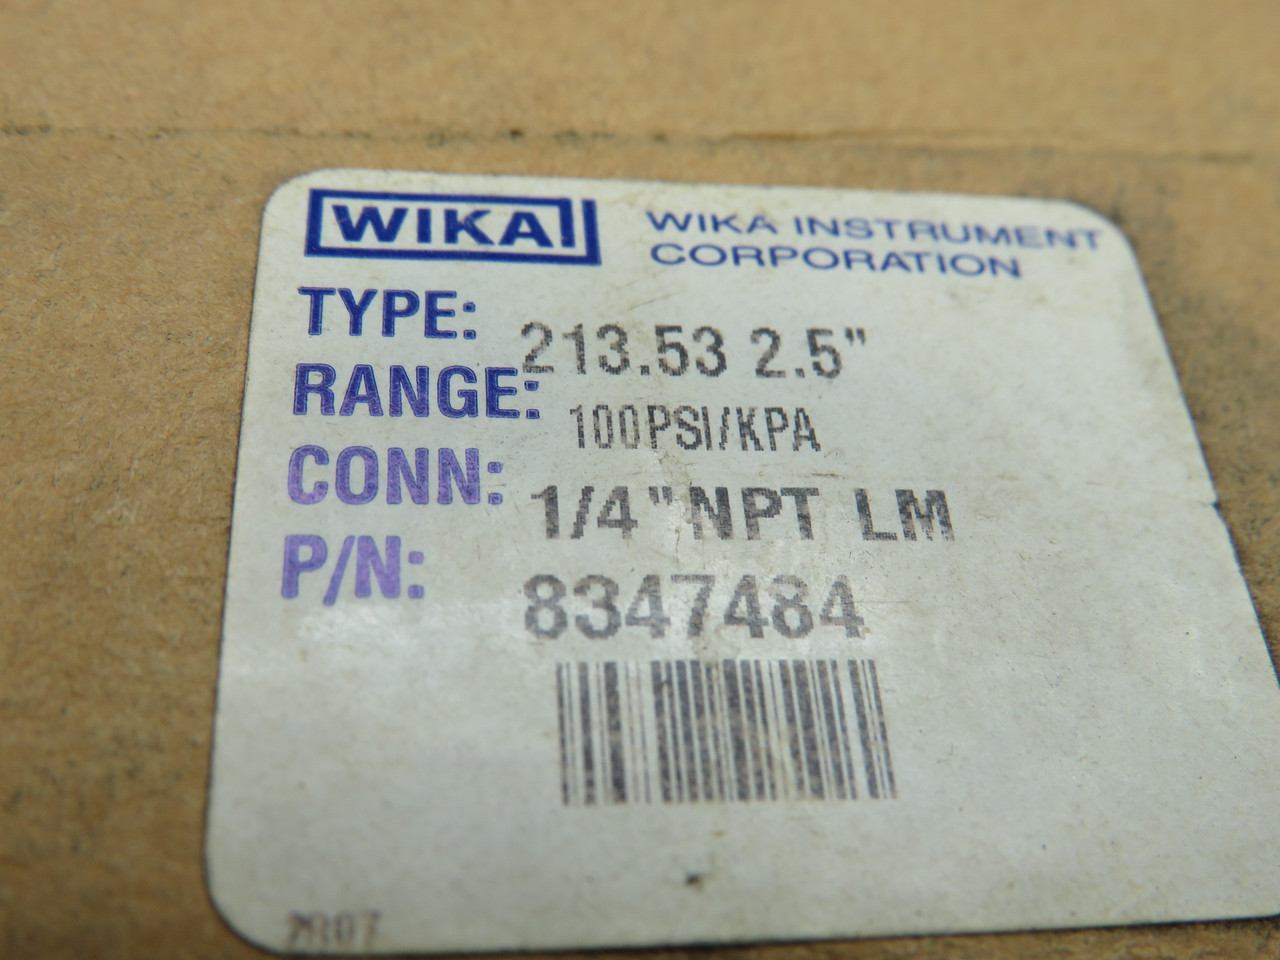 WIKA
WIKA INSTRUMENT
CORPORATION
TYPE: 213.53 2.5"
RANGE: 100PSI/KPA
CONN: 1/4"NPT LM
P/N: 8347484